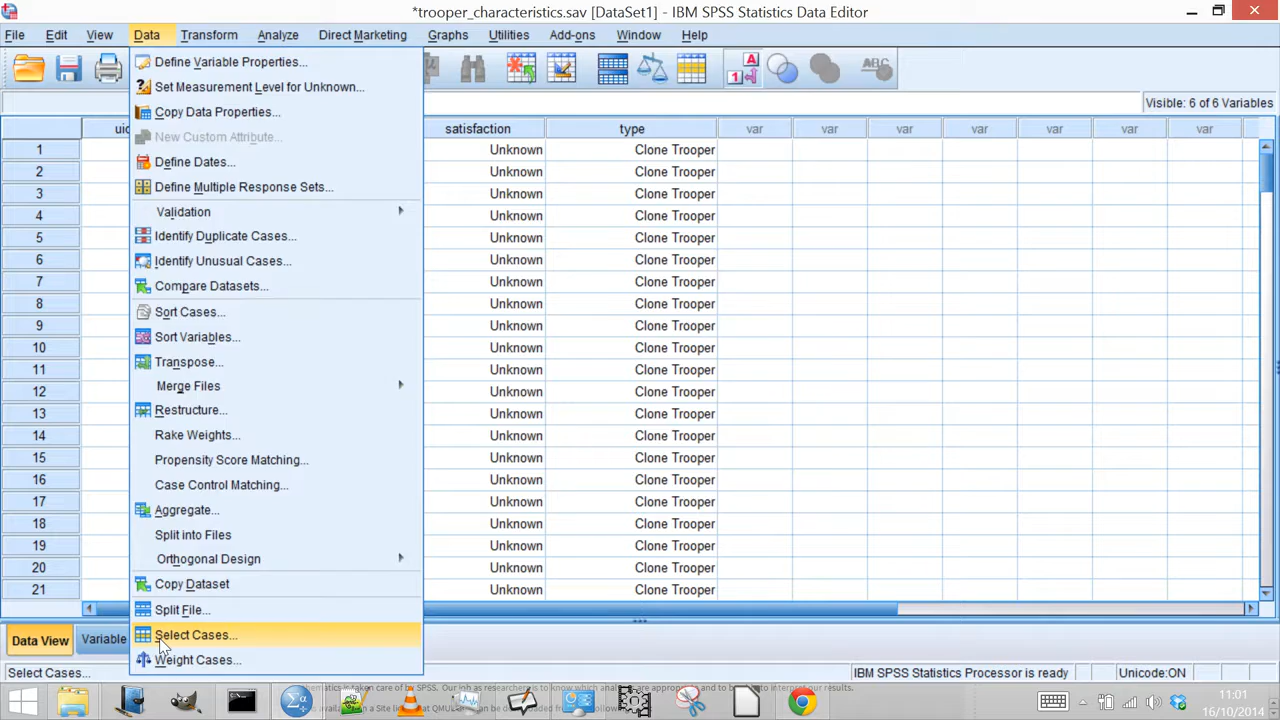 *trooper_characteristics.sav [DataSet1] - IBM SPSS Statistics Data Editor
File Edit View Data Transform Analyze Direct Marketing Graphs Utilities Add-ons Window Help
Define Variable Properties...
Set Measurement Level for Unknown...
Copy Data Properties...
New Custom Attribute...
Define Dates...
Define Multiple Response Sets...
Validation
Identify Duplicate Cases...
Identify Unusual Cases...
Compare Datasets...
Sort Cases...
Sort Variables...
Transpose...
Merge Files
Restructure...
Rake Weights...
Propensity Score Matching...
Case Control Matching...
Aggregate...
Split into Files
Orthogonal Design
Copy Dataset
Split File...
Select Cases...
Weight Cases...
A
1
ABC
Visible: 6 of 6 Variables
satisfaction type var var var var var var var
1 Unknown Clone Trooper
2 Unknown Clone Trooper
3 Unknown Clone Trooper
4 Unknown Clone Trooper
5 Unknown Clone Trooper
6 Unknown Clone Trooper
7 Unknown Clone Trooper
8 Unknown Clone Trooper
9 Unknown Clone Trooper
10 Unknown Clone Trooper
11 Unknown Clone Trooper
12 Unknown Clone Trooper
13 Unknown Clone Trooper
14 Unknown Clone Trooper
15 Unknown Clone Trooper
16 Unknown Clone Trooper
17 Unknown Clone Trooper
18 Unknown Clone Trooper
19 Unknown Clone Trooper
20 Unknown Clone Trooper
21 Unknown Clone Trooper
Data View Variable
Select Cases... IBM SPSS Statistics Processor is ready Unicode:ON
11:01
16/10/2014